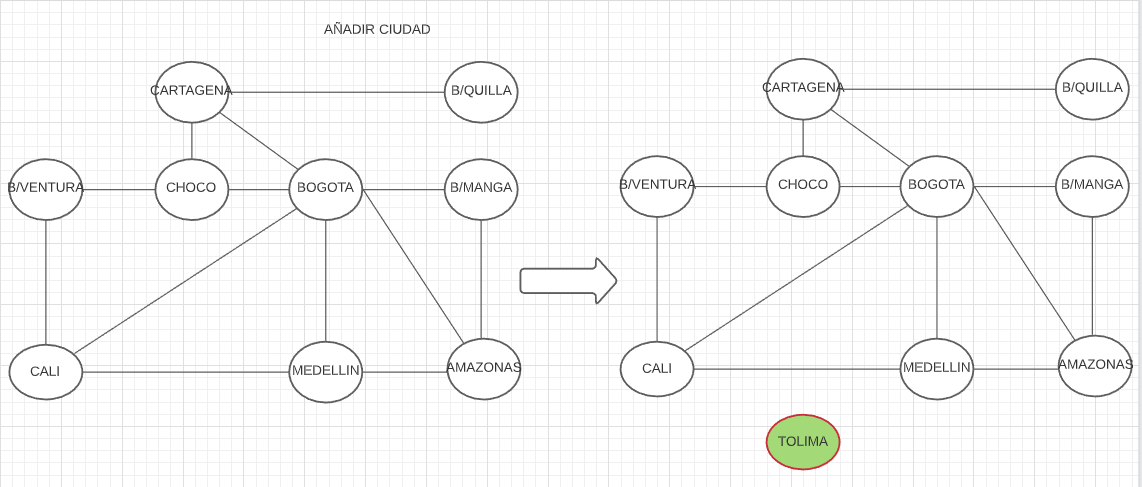 AÑADIR CIUDAD
CARTAGENA
B/QUILLA
B/VENTURA
CHOCO
BOGOTA
B/MANGA
CALI
MEDELLIN
AMAZONAS
CARTAGENA
B/QUILLA
B/VENTURA
CHOCO
BOGOTA
B/MANGA
CALI
MEDELLIN
AMAZONAS
TOLIMA